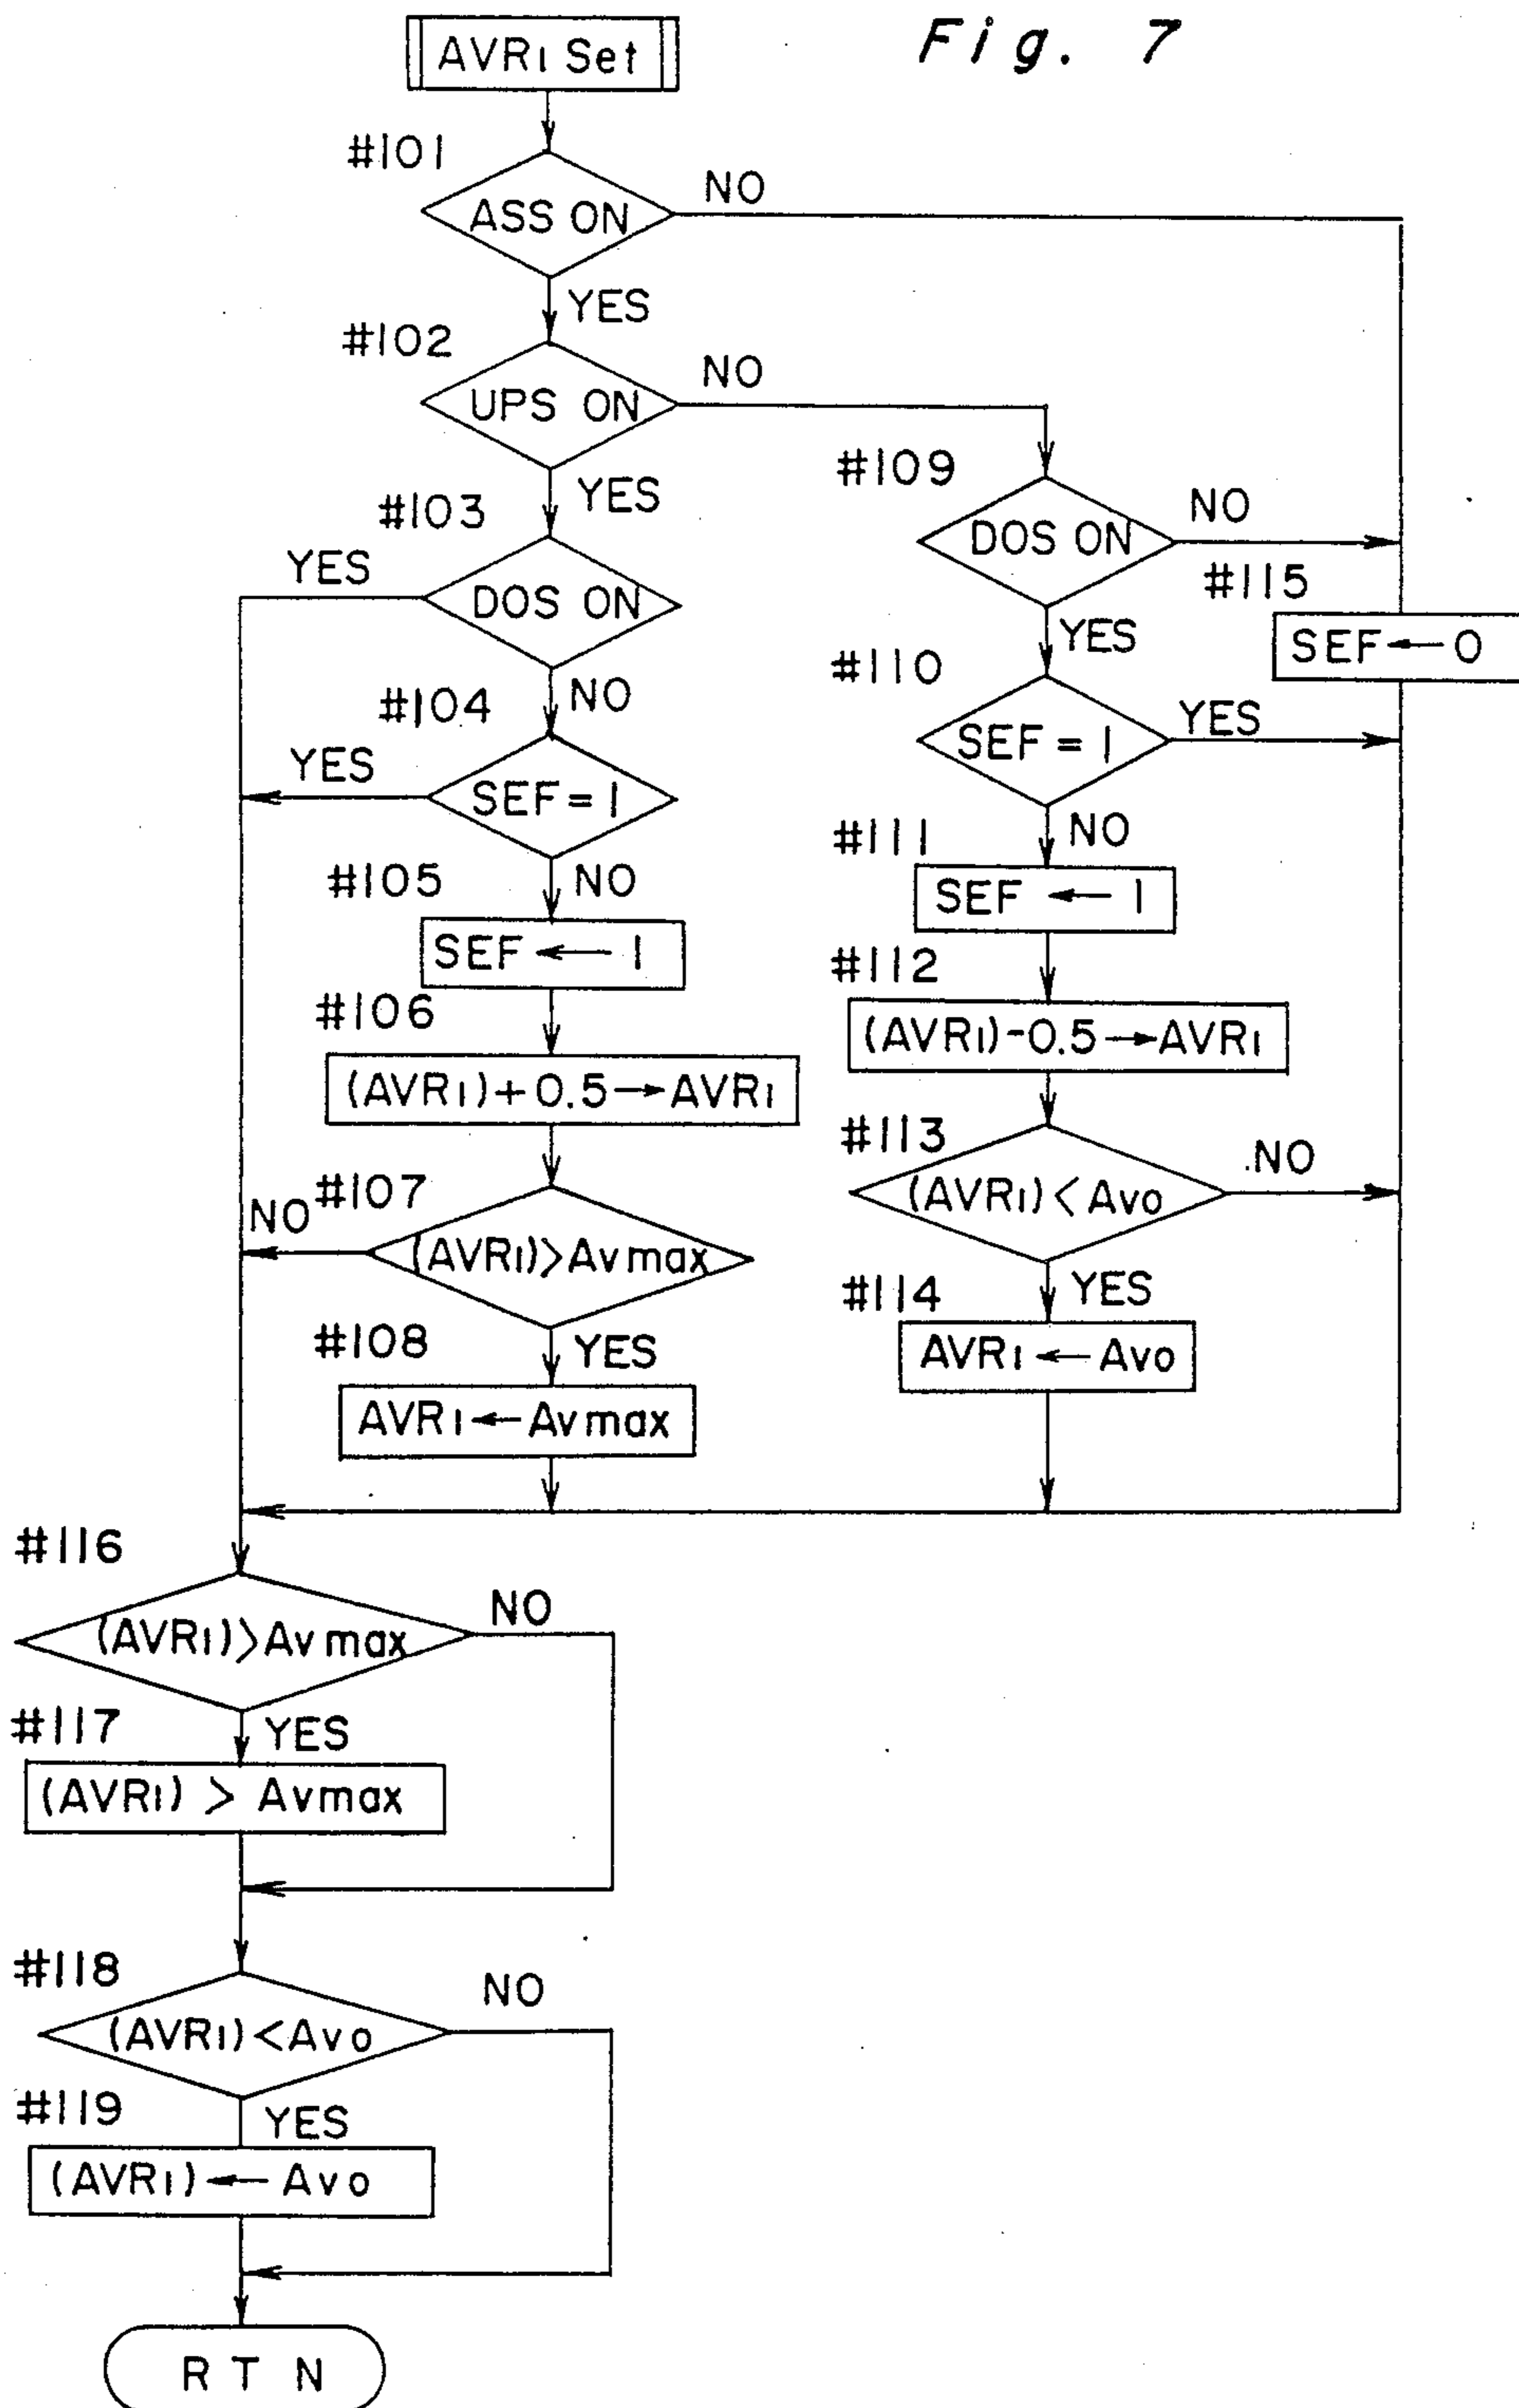 Fig. 7
AVR1 Set
#101
ASS ON
NO
YES
#102
UPS ON
NO
YES
#103
DOS ON
YES
NO
#104
SEF = 1
YES
NO
#105
SEF ← 1
#106
(AVR1)+0.5→AVR1
#107
(AVR1)>Avmax
NO
YES
#108
AVR1←Avmax
#109
DOS ON
NO
YES
#115
SEF←0
#110
SEF = 1
YES
NO
#111
SEF ← 1
#112
(AVR1)-0.5→AVR1
#113
(AVR1)<Avo
NO
YES
#114
AVR1←Avo
#116
(AVR1)>Avmax
NO
YES
#117
(AVR1) > Avmax
#118
(AVR1)<Avo
NO
YES
#119
(AVR1)←Avo
RTN